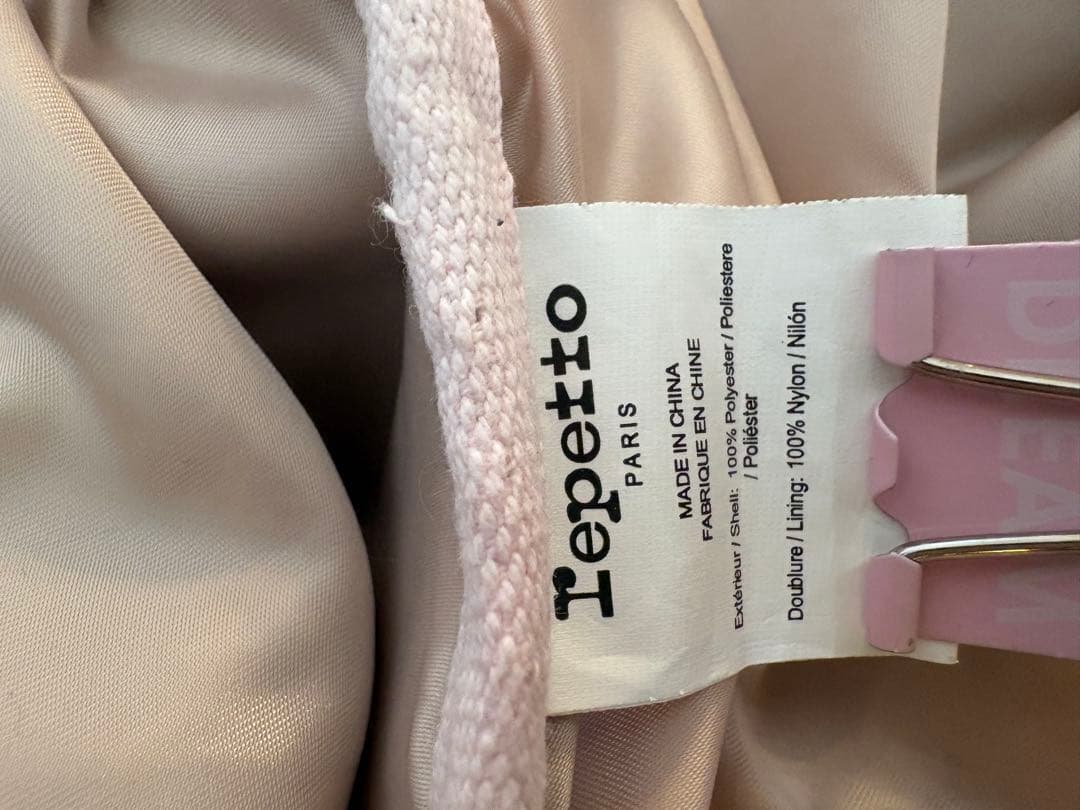 repetto
PARIS
MADE IN CHINA
FABRIQUE EN CHINE
Extérieur / Shell: 100% Polyester / Poliestere
/ Poliéster
Doublure / Lining: 100% Nylon / Nilón
DREAM